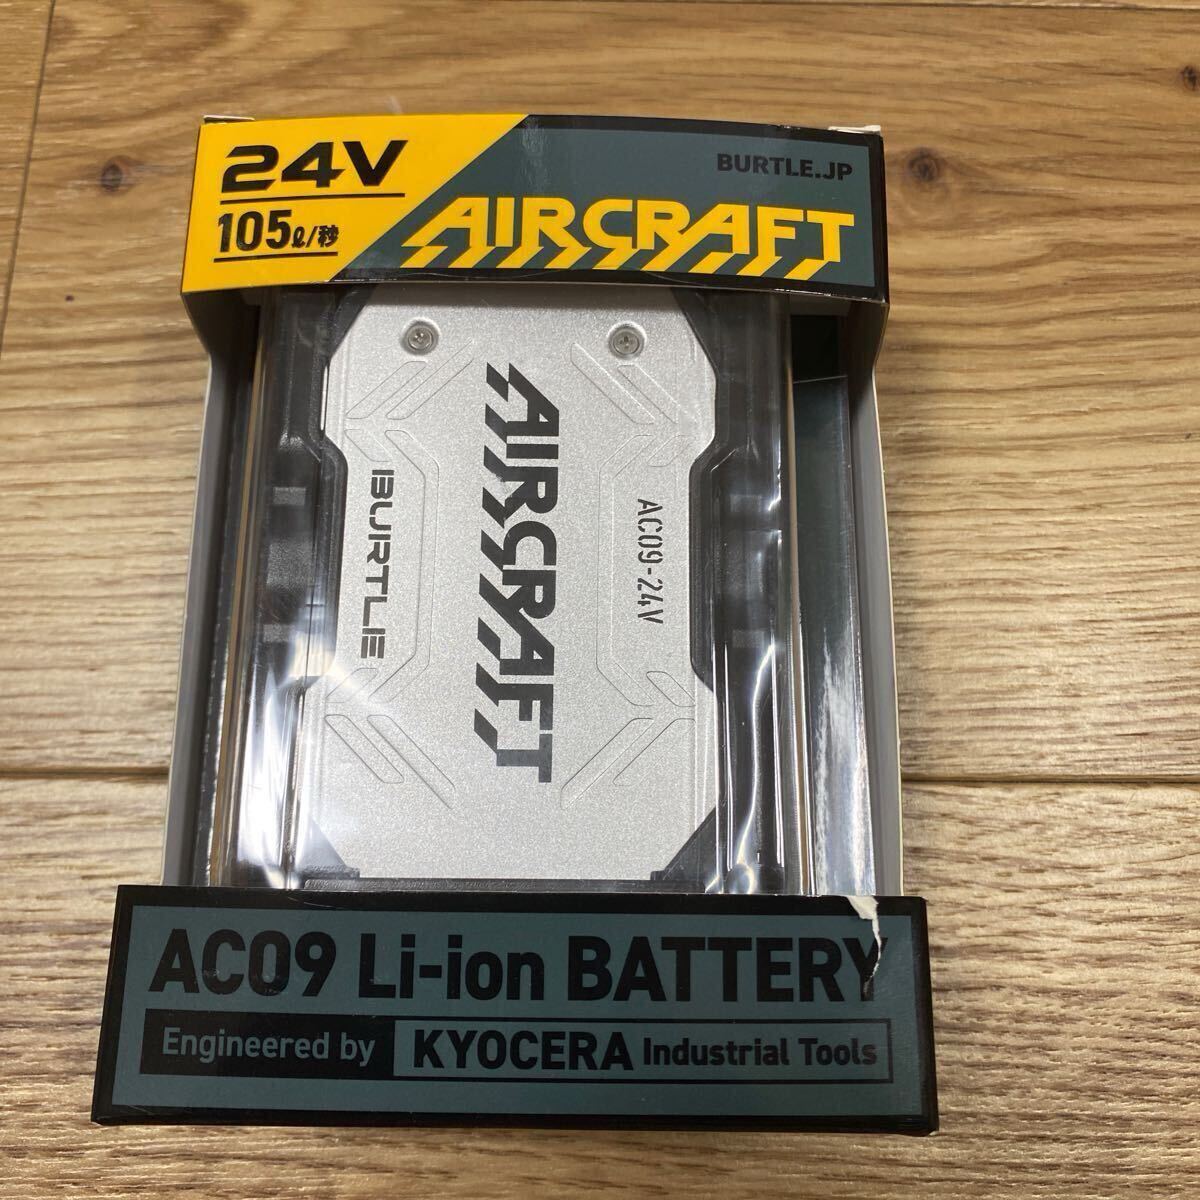 24V
105ℓ/秒
BURTLE.JP
AIRCRAFT
AIRCRAFT
BURTLE
AC09-24V
AC09 Li-ion BATTERY
Engineered by KYOCERA Industrial Tools